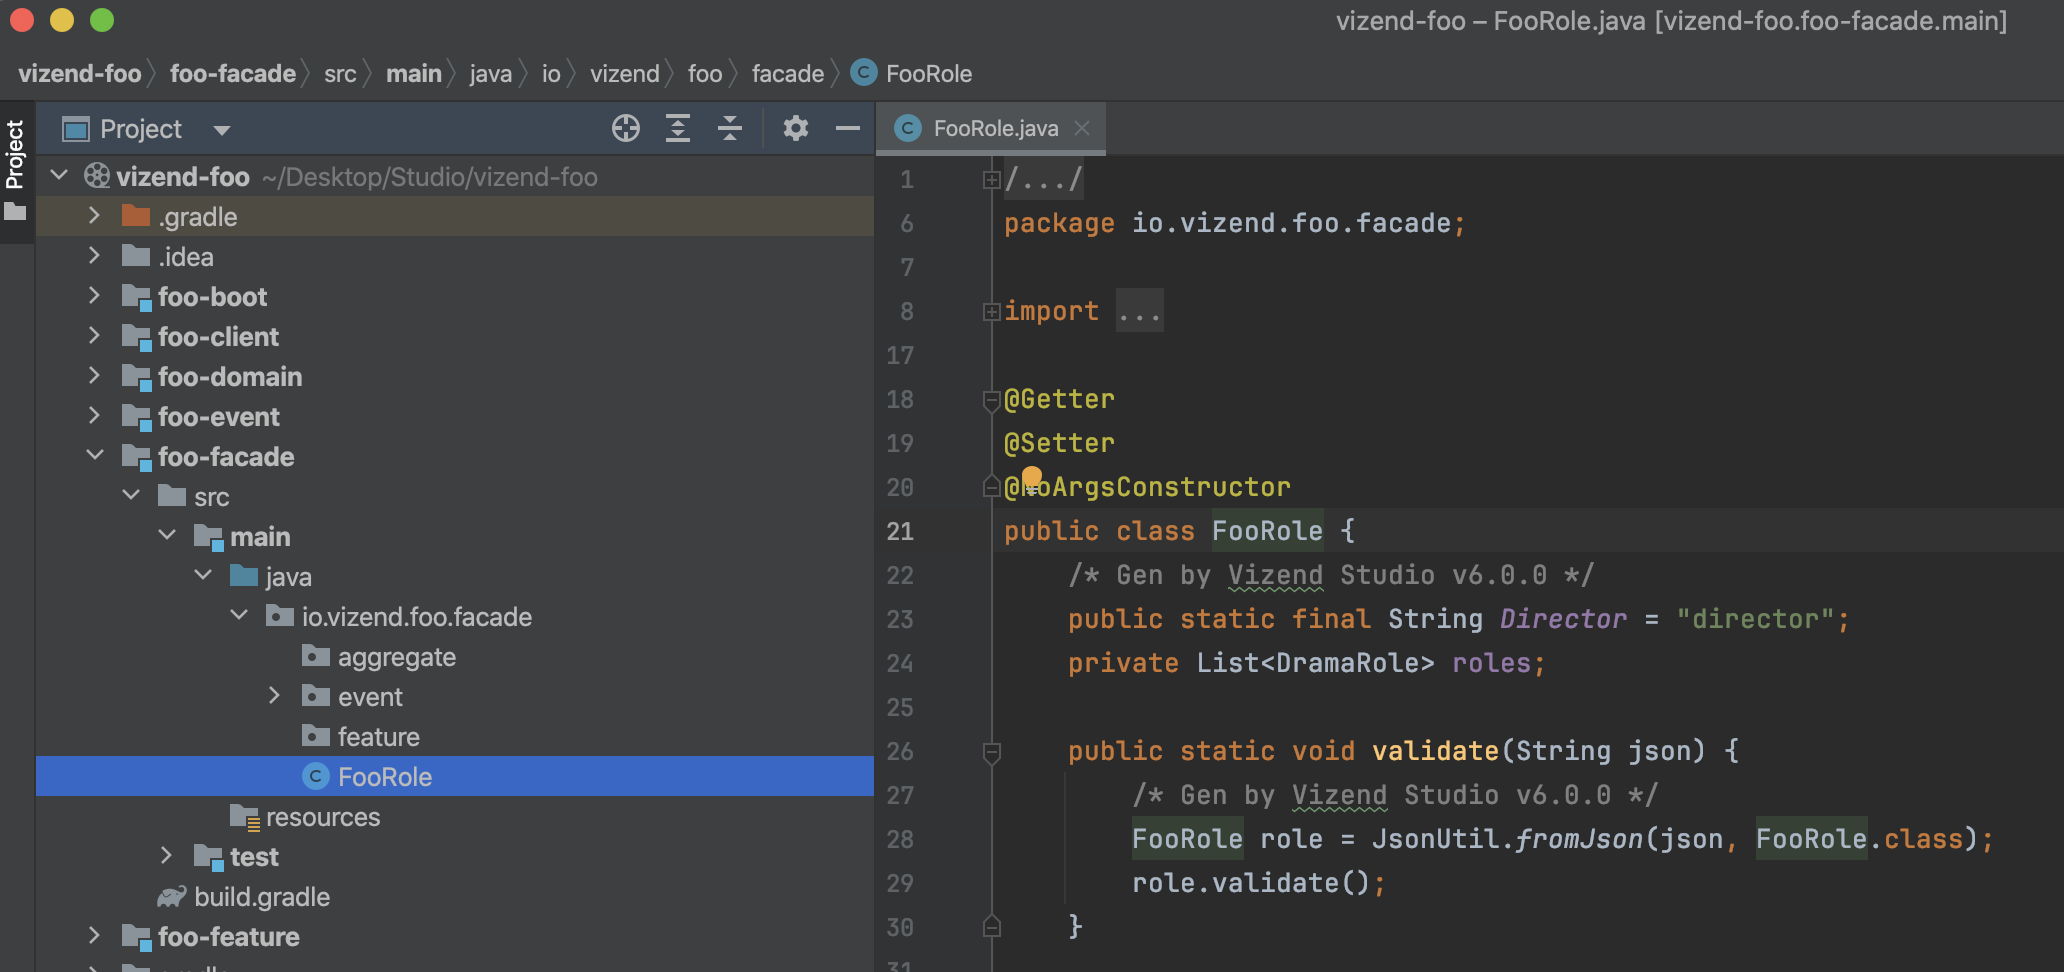 vizend-foo – FooRole.java [vizend-foo.foo-facade.main]
vizend-foo foo-facade src main java io vizend foo facade FooRole
Project
Project
vizend-foo ~/Desktop/Studio/vizend-foo
.gradle
.idea
foo-boot
foo-client
foo-domain
foo-event
foo-facade
src
main
java
io.vizend.foo.facade
aggregate
event
feature
FooRole
resources
test
build.gradle
foo-feature
FooRole.java
1 /.../
6 package io.vizend.foo.facade;
7
8 import ...
17
18 @Getter
19 @Setter
20 @NoArgsConstructor
21 public class FooRole {
22 /* Gen by Vizend Studio v6.0.0 */
23 public static final String Director = "director";
24 private List<DramaRole> roles;
25
26 public static void validate(String json) {
27 /* Gen by Vizend Studio v6.0.0 */
28 FooRole role = JsonUtil.fromJson(json, FooRole.class);
29 role.validate();
30 }
31